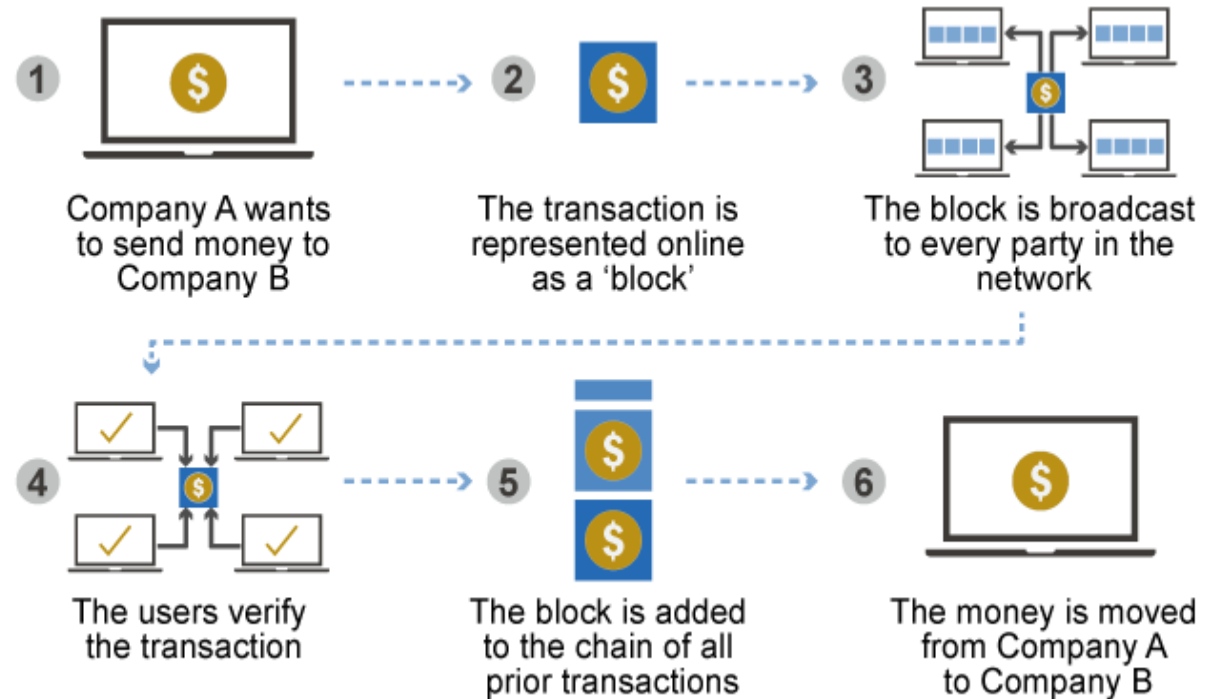 1
$
Company A wants
to send money to
Company B
2
$
The transaction is
represented online
as a ‘block’
3
$
The block is broadcast
to every party in the
network
4
$
The users verify
the transaction
5
$
$
The block is added
to the chain of all
prior transactions
6
$
The money is moved
from Company A
to Company B